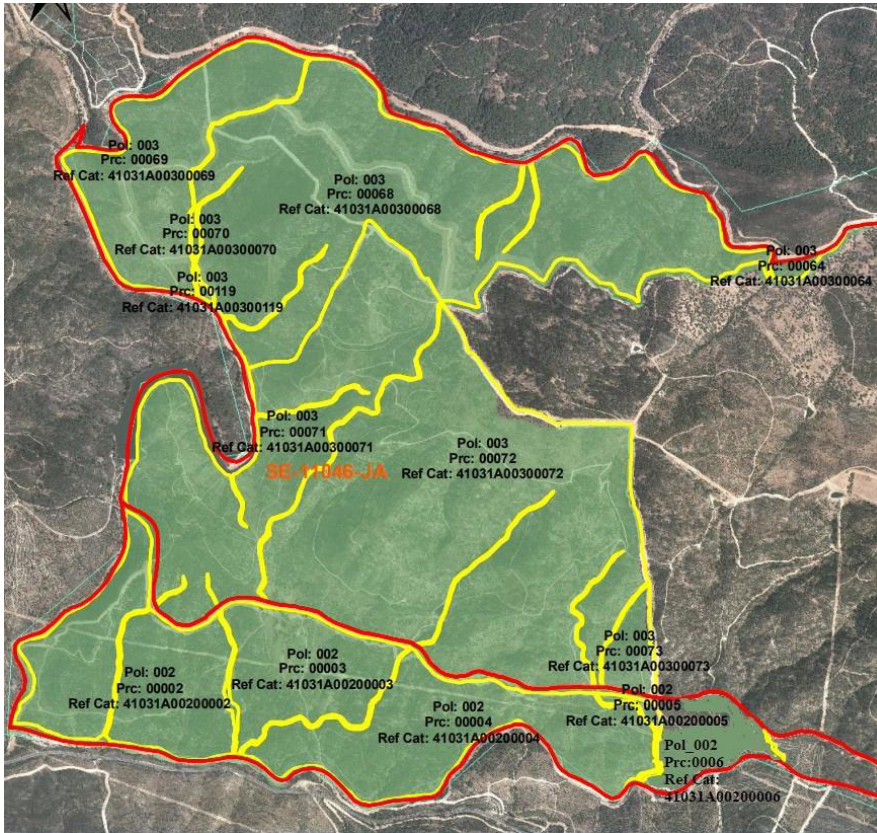 Pol: 003
Prc: 00069
Ref Cat: 41031A00300069
Pol: 003
Prc: 00068
Ref Cat: 41031A00300068
Pol: 003
Prc: 00070
Ref Cat: 41031A00300070
Pol: 003
Prc: 00064
Ref Cat: 41031A00300064
Pol: 003
Prc: 00119
Ref Cat: 41031A00300119
Pol: 003
Prc: 00071
Ref Cat: 41031A00300071
SE-11046-JA
Pol: 003
Prc: 00072
Ref Cat: 41031A00300072
Pol: 003
Prc: 00073
Ref Cat: 41031A00300073
Pol: 002
Prc: 00002
Ref Cat: 41031A00200002
Pol: 002
Prc: 00003
Ref Cat: 41031A00200003
Pol: 002
Prc: 00004
Ref Cat: 41031A00200004
Pol: 002
Prc: 00005
Ref Cat: 41031A00200005
Pol_002
Prc:0006
Ref Cat:
41031A00200006